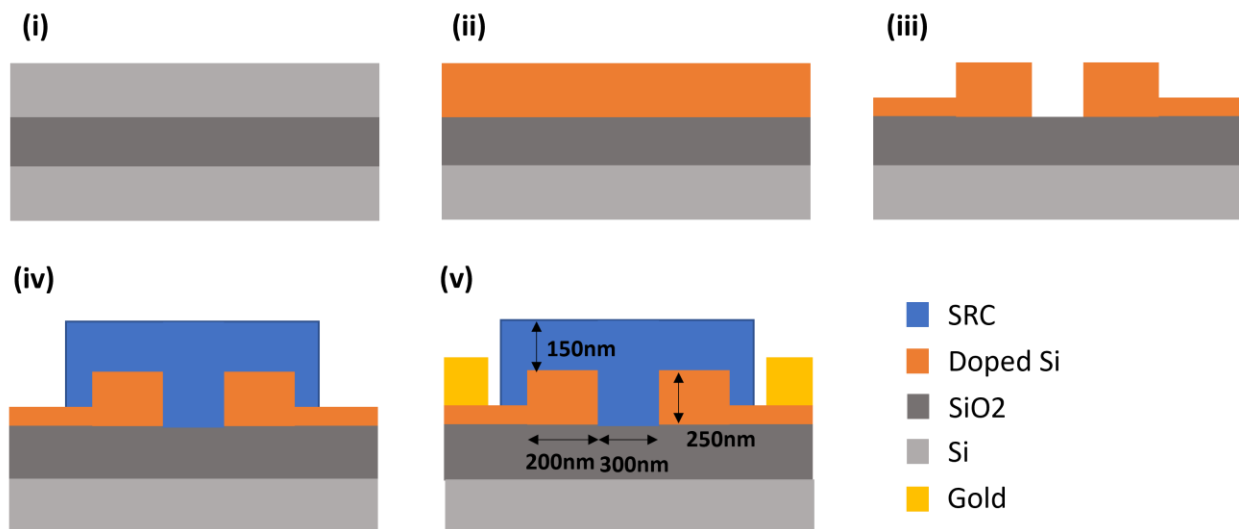 (i)
(ii)
(iii)
(iv)
(v)
150nm
250nm
200nm
300nm
SRC
Doped Si
SiO2
Si
Gold